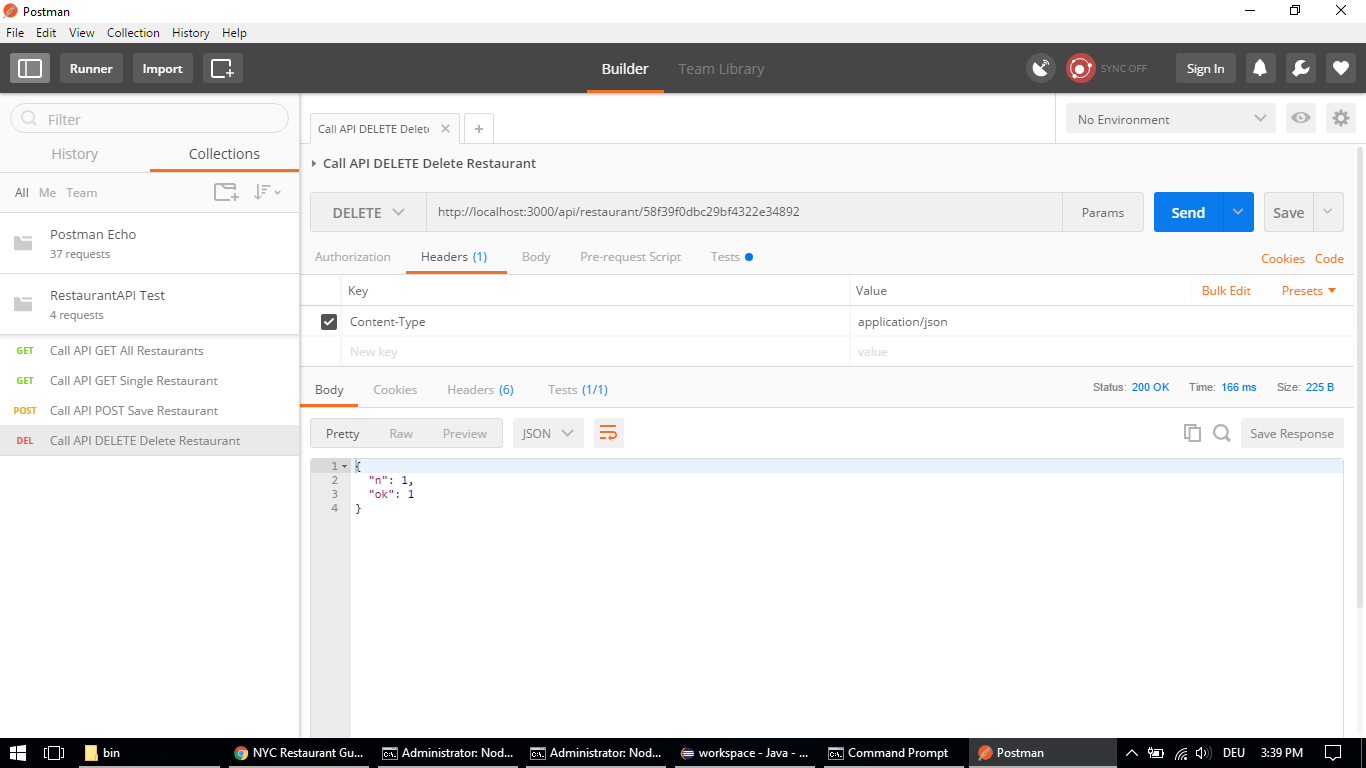 Postman
File Edit View Collection History Help
Runner Import Builder Team Library SYNC OFF Sign In
Filter
History Collections
All Me Team
Postman Echo
37 requests
RestaurantAPI Test
4 requests
GET Call API GET All Restaurants
GET Call API GET Single Restaurant
POST Call API POST Save Restaurant
DEL Call API DELETE Delete Restaurant
Call API DELETE Delete + No Environment
Call API DELETE Delete Restaurant
DELETE http://localhost:3000/api/restaurant/58f39f0dbc29bf4322e34892 Params Send Save
Authorization Headers (1) Body Pre-request Script Tests Cookies Code
Key Value Bulk Edit Presets
Content-Type application/json
New key value
Body Cookies Headers (6) Tests (1/1) Status: 200 OK Time: 166 ms Size: 225 B
Pretty Raw Preview JSON Save Response
1 {
2 "n": 1,
3 "ok": 1
4 }
bin NYC Restaurant Gu... Administrator: Nod... Administrator: Nod... workspace - Java - ... Command Prompt Postman DEU 3:39 PM